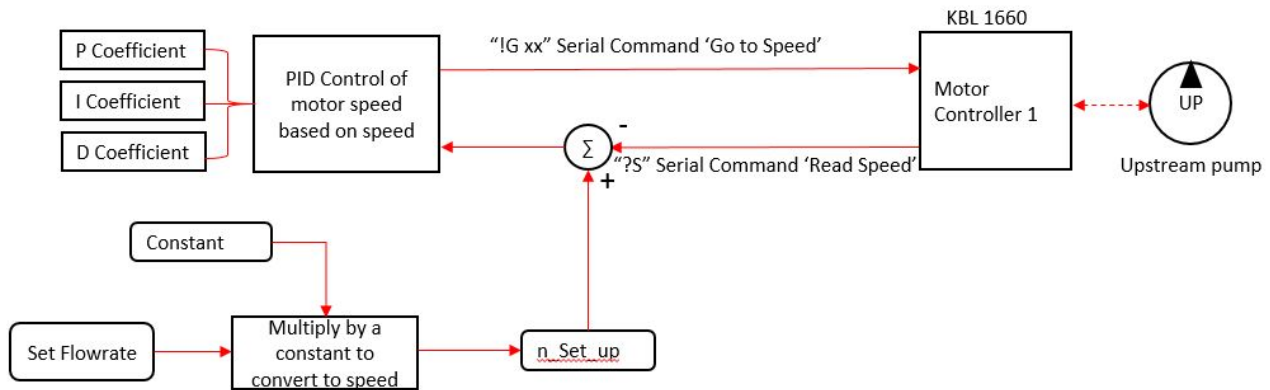 KBL 1660
P Coefficient
I Coefficient
D Coefficient
PID Control of
motor speed
based on speed
“!G xx” Serial Command ‘Go to Speed’
Motor
Controller 1
UP
Upstream pump
-
Σ
“?S” Serial Command ‘Read Speed’
+
Constant
Set Flowrate
Multiply by a
constant to
convert to speed
n_Set_up